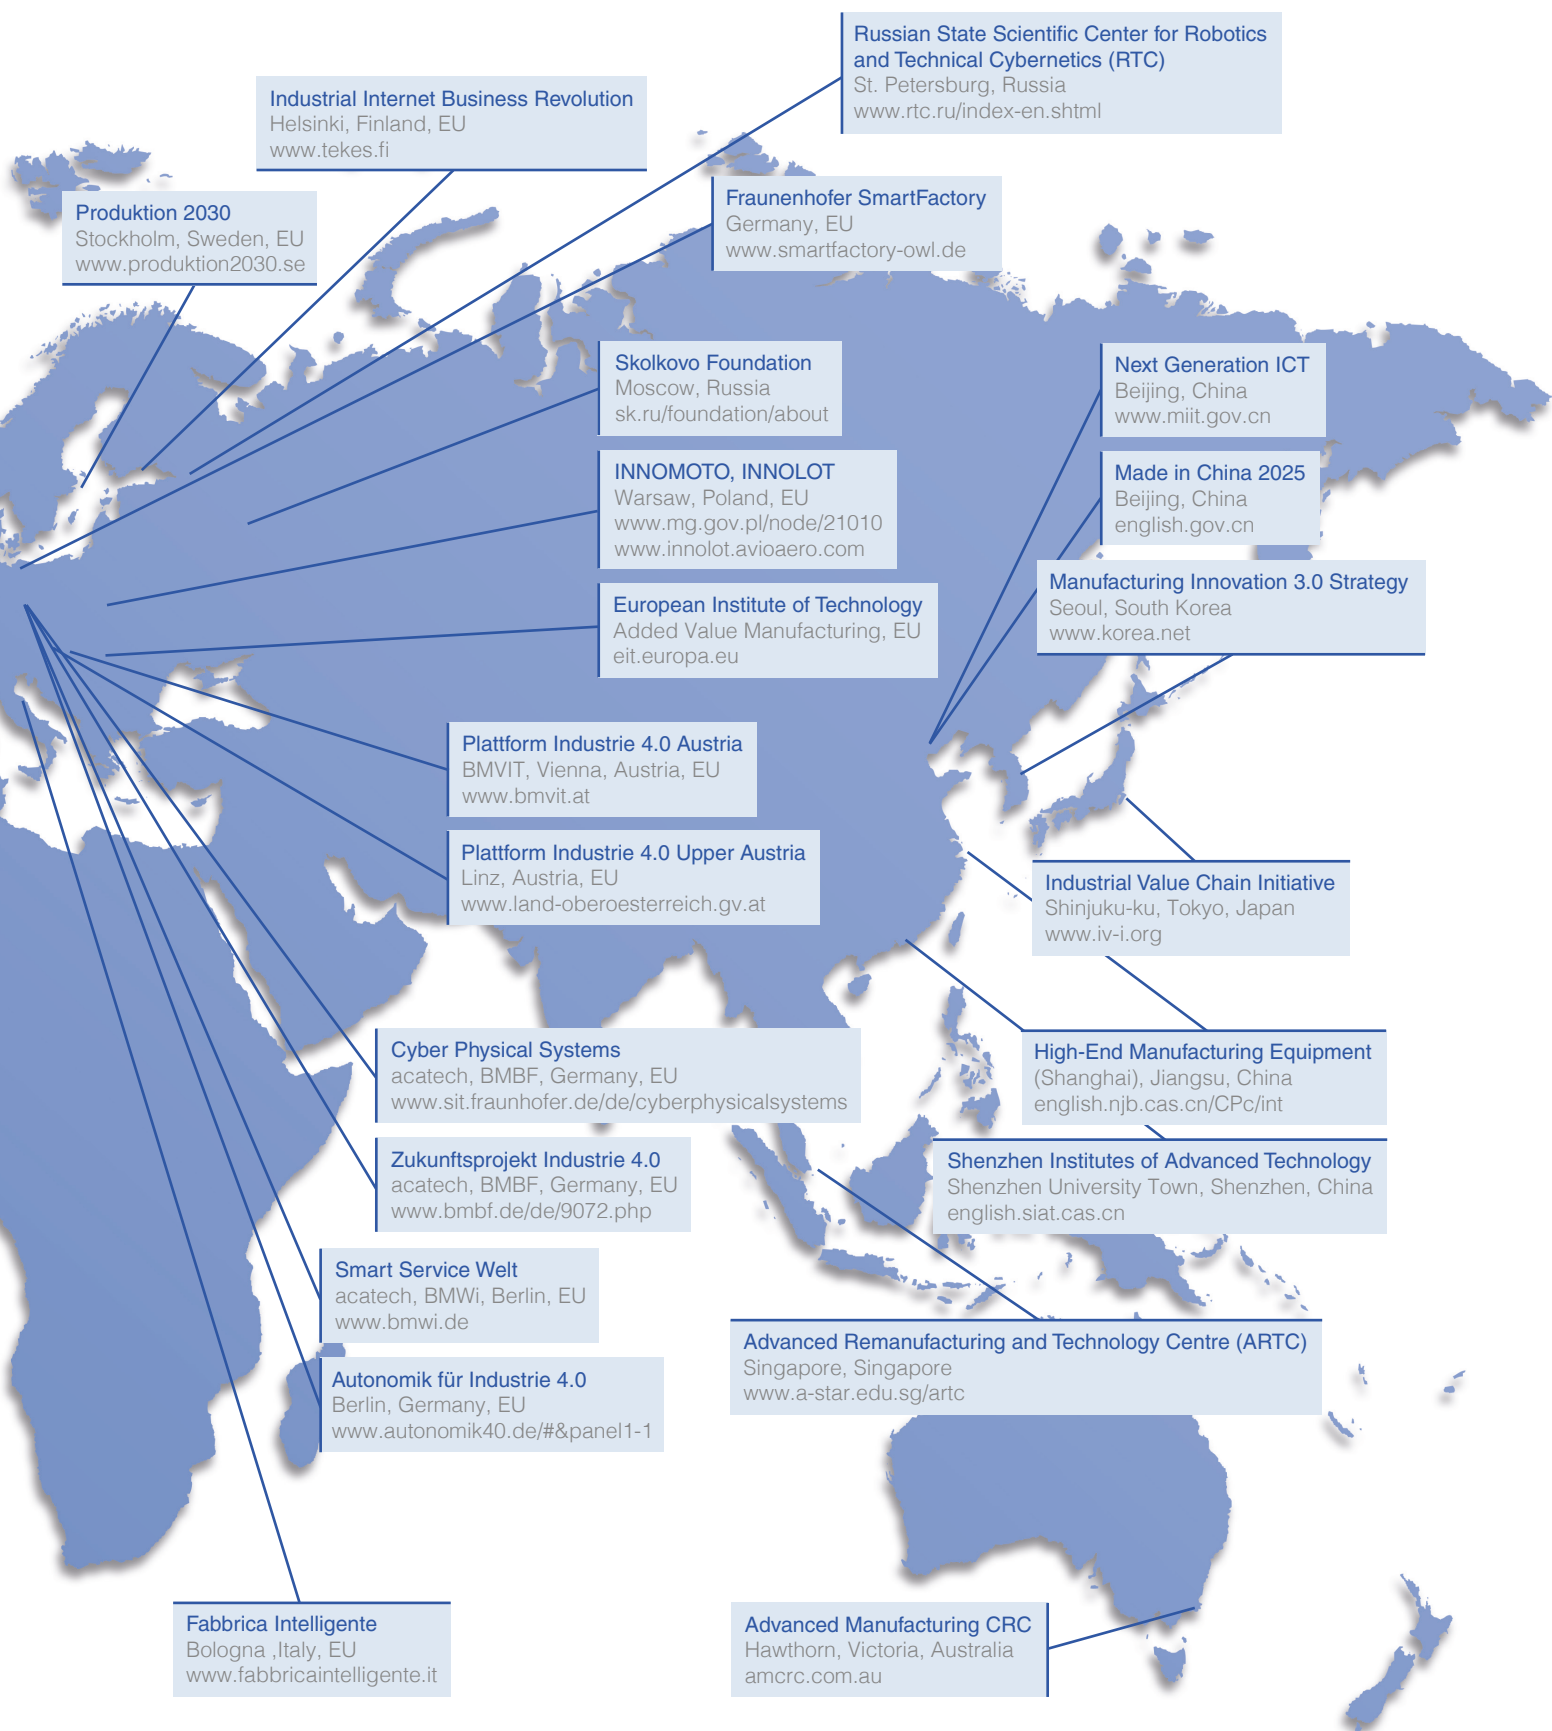 Russian State Scientific Center for Robotics
and Technical Cybernetics (RTC)
St. Petersburg, Russia
www.rtc.ru/index-en.shtml
Industrial Internet Business Revolution
Helsinki, Finland, EU
www.tekes.fi
Produktion 2030
Stockholm, Sweden, EU
www.produktion2030.se
Fraunenhofer SmartFactory
Germany, EU
www.smartfactory-owl.de
Skolkovo Foundation
Moscow, Russia
sk.ru/foundation/about
Next Generation ICT
Beijing, China
www.miit.gov.cn
INNOMOTO, INNOLOT
Warsaw, Poland, EU
www.mg.gov.pl/node/21010
www.innolot.avioaero.com
Made in China 2025
Beijing, China
english.gov.cn
Manufacturing Innovation 3.0 Strategy
Seoul, South Korea
www.korea.net
European Institute of Technology
Added Value Manufacturing, EU
eit.europa.eu
Plattform Industrie 4.0 Austria
BMVIT, Vienna, Austria, EU
www.bmvit.at
Plattform Industrie 4.0 Upper Austria
Linz, Austria, EU
www.land-oberoesterreich.gv.at
Industrial Value Chain Initiative
Shinjuku-ku, Tokyo, Japan
www.iv-i.org
Cyber Physical Systems
acatech, BMBF, Germany, EU
www.sit.fraunhofer.de/de/cyberphysicalsystems
High-End Manufacturing Equipment
(Shanghai), Jiangsu, China
english.njb.cas.cn/CPc/int
Zukunftsprojekt Industrie 4.0
acatech, BMBF, Germany, EU
www.bmbf.de/de/9072.php
Shenzhen Institutes of Advanced Technology
Shenzhen University Town, Shenzhen, China
english.siat.cas.cn
Smart Service Welt
acatech, BMWi, Berlin, EU
www.bmwi.de
Advanced Remanufacturing and Technology Centre (ARTC)
Singapore, Singapore
www.a-star.edu.sg/artc
Autonomik für Industrie 4.0
Berlin, Germany, EU
www.autonomik40.de/#&panel1-1
Fabbrica Intelligente
Bologna ,Italy, EU
www.fabbricaintelligente.it
Advanced Manufacturing CRC
Hawthorn, Victoria, Australia
amcrc.com.au